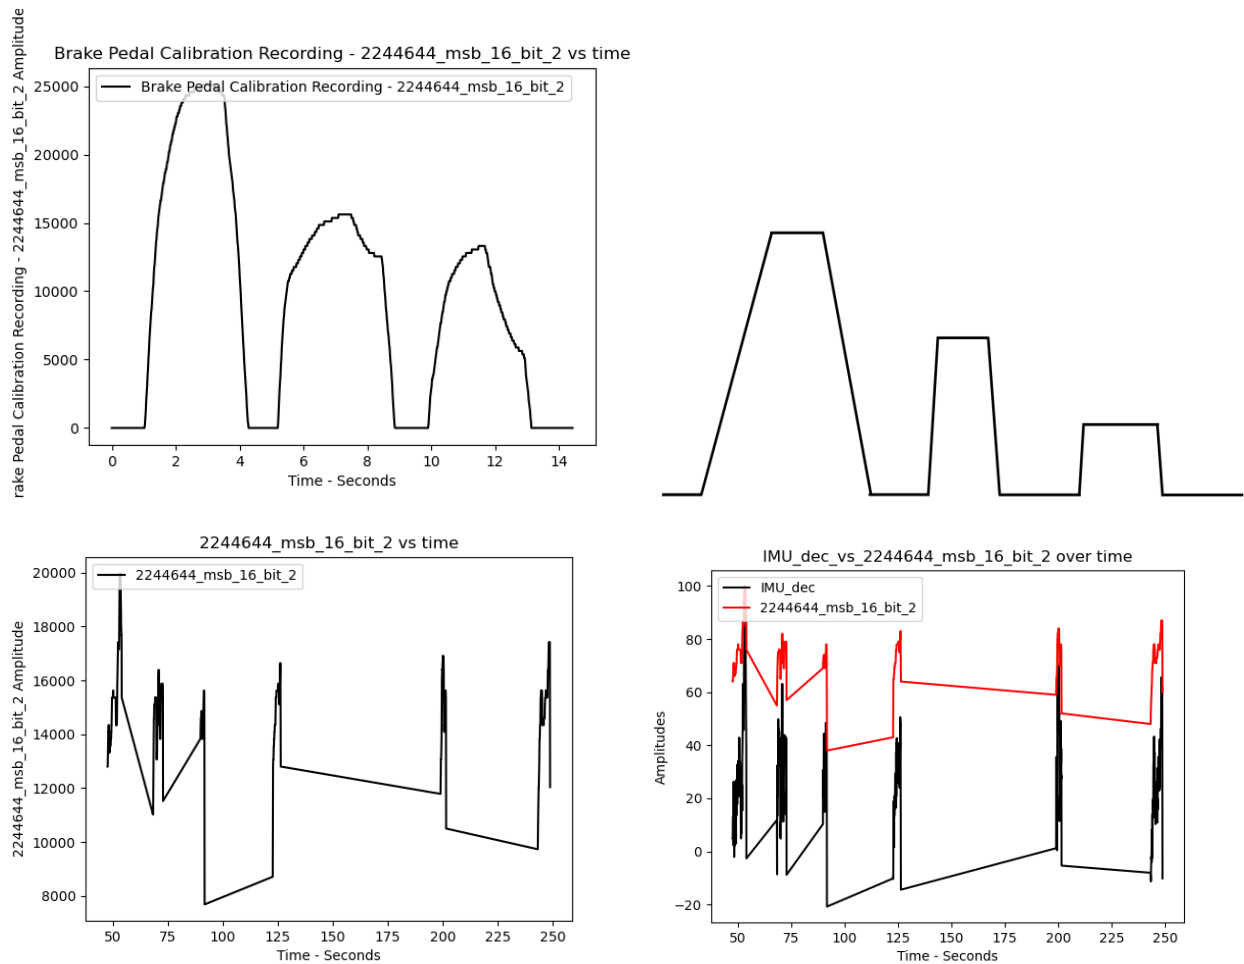 Brake Pedal Calibration Recording - 2244644_msb_16_bit_2 vs time
Brake Pedal Calibration Recording - 2244644_msb_16_bit_2
rake Pedal Calibration Recording - 2244644_msb_16_bit_2 Amplitude
25000
20000
15000
10000
5000
0
0 2 4 6 8 10 12 14
Time - Seconds
2244644_msb_16_bit_2 vs time
2244644_msb_16_bit_2
2244644_msb_16_bit_2 Amplitude
20000
18000
16000
14000
12000
10000
8000
50 75 100 125 150 175 200 225 250
Time - Seconds
IMU_dec_vs_2244644_msb_16_bit_2 over time
IMU_dec
2244644_msb_16_bit_2
Amplitudes
100
80
60
40
20
0
−20
50 75 100 125 150 175 200 225 250
Time - Seconds